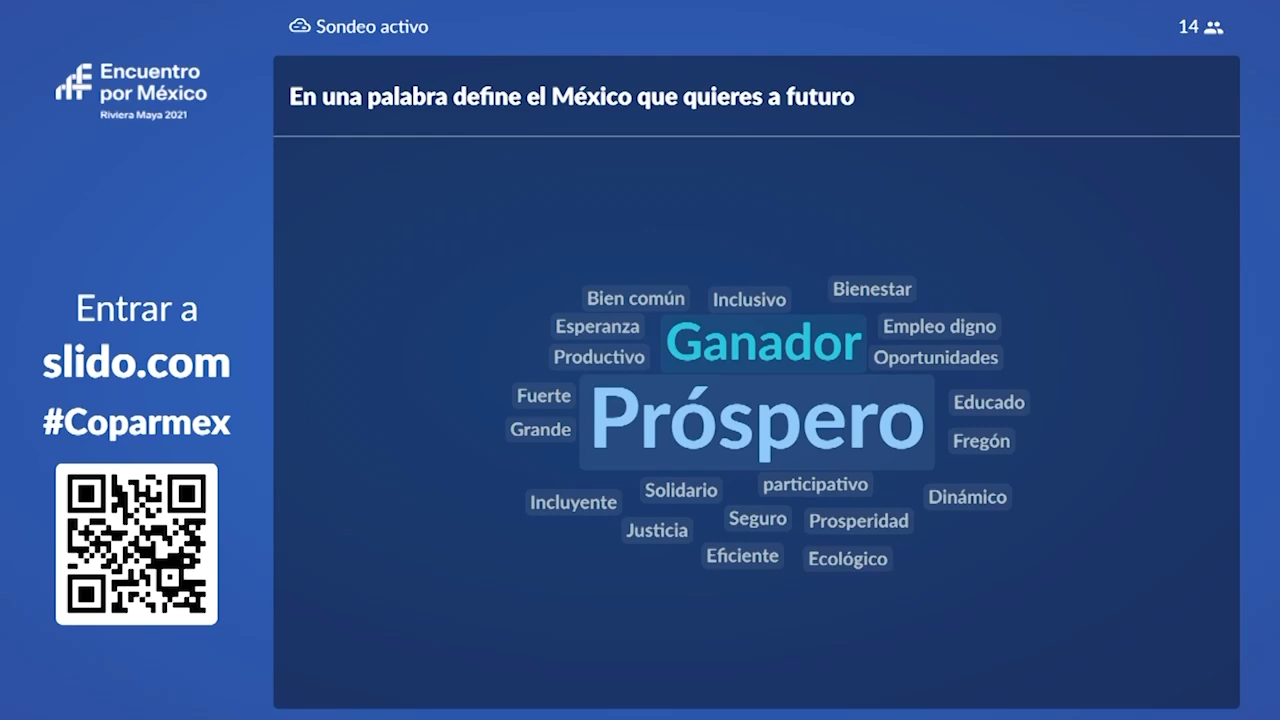 Sondeo activo
14
Encuentro
por México
Riviera Maya 2021
En una palabra define el México que quieres a futuro
Entrar a
slido.com
#Coparmex
Bien común Inclusivo Bienestar
Esperanza Ganador Empleo digno
Productivo Oportunidades
Fuerte Próspero Educado
Grande Fregón
Incluyente Solidario participativo Dinámico
Justicia Seguro Prosperidad
Eficiente Ecológico